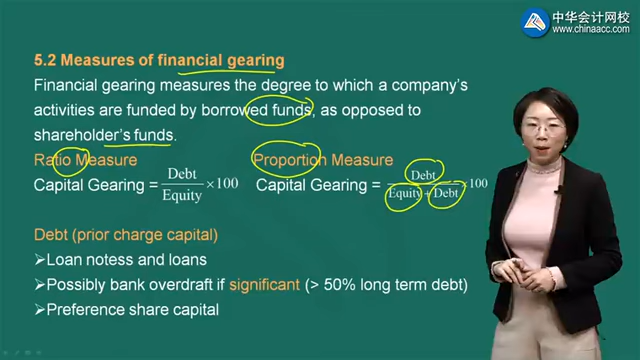 中华会计网校
www.chinaacc.com
5.2 Measures of financial gearing
Financial gearing measures the degree to which a company's
activities are funded by borrowed funds, as opposed to
shareholder's funds.
Ratio Measure
Capital Gearing = Debt / Equity ×100
Proportion Measure
Capital Gearing = Debt / Equity + Debt ×100
Debt (prior charge capital)
➢Loan notess and loans
➢Possibly bank overdraft if significant (> 50% long term debt)
➢Preference share capital